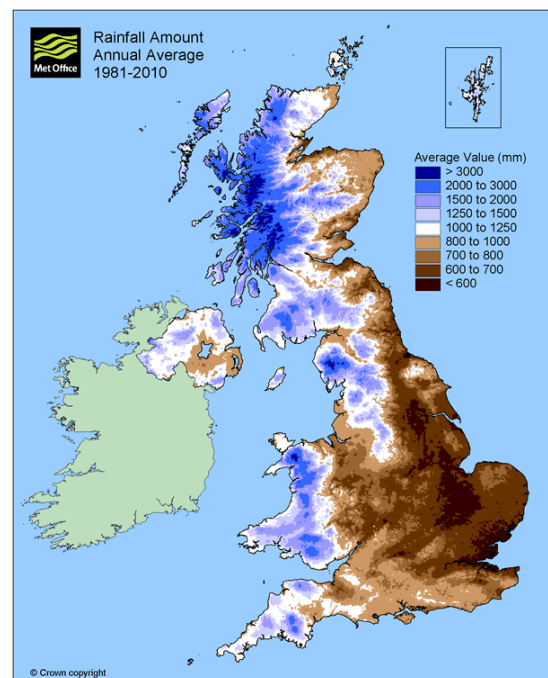 Met Office
Rainfall Amount
Annual Average
1981-2010
Average Value (mm)
> 3000
2000 to 3000
1500 to 2000
1250 to 1500
1000 to 1250
800 to 1000
700 to 800
600 to 700
< 600
© Crown copyright